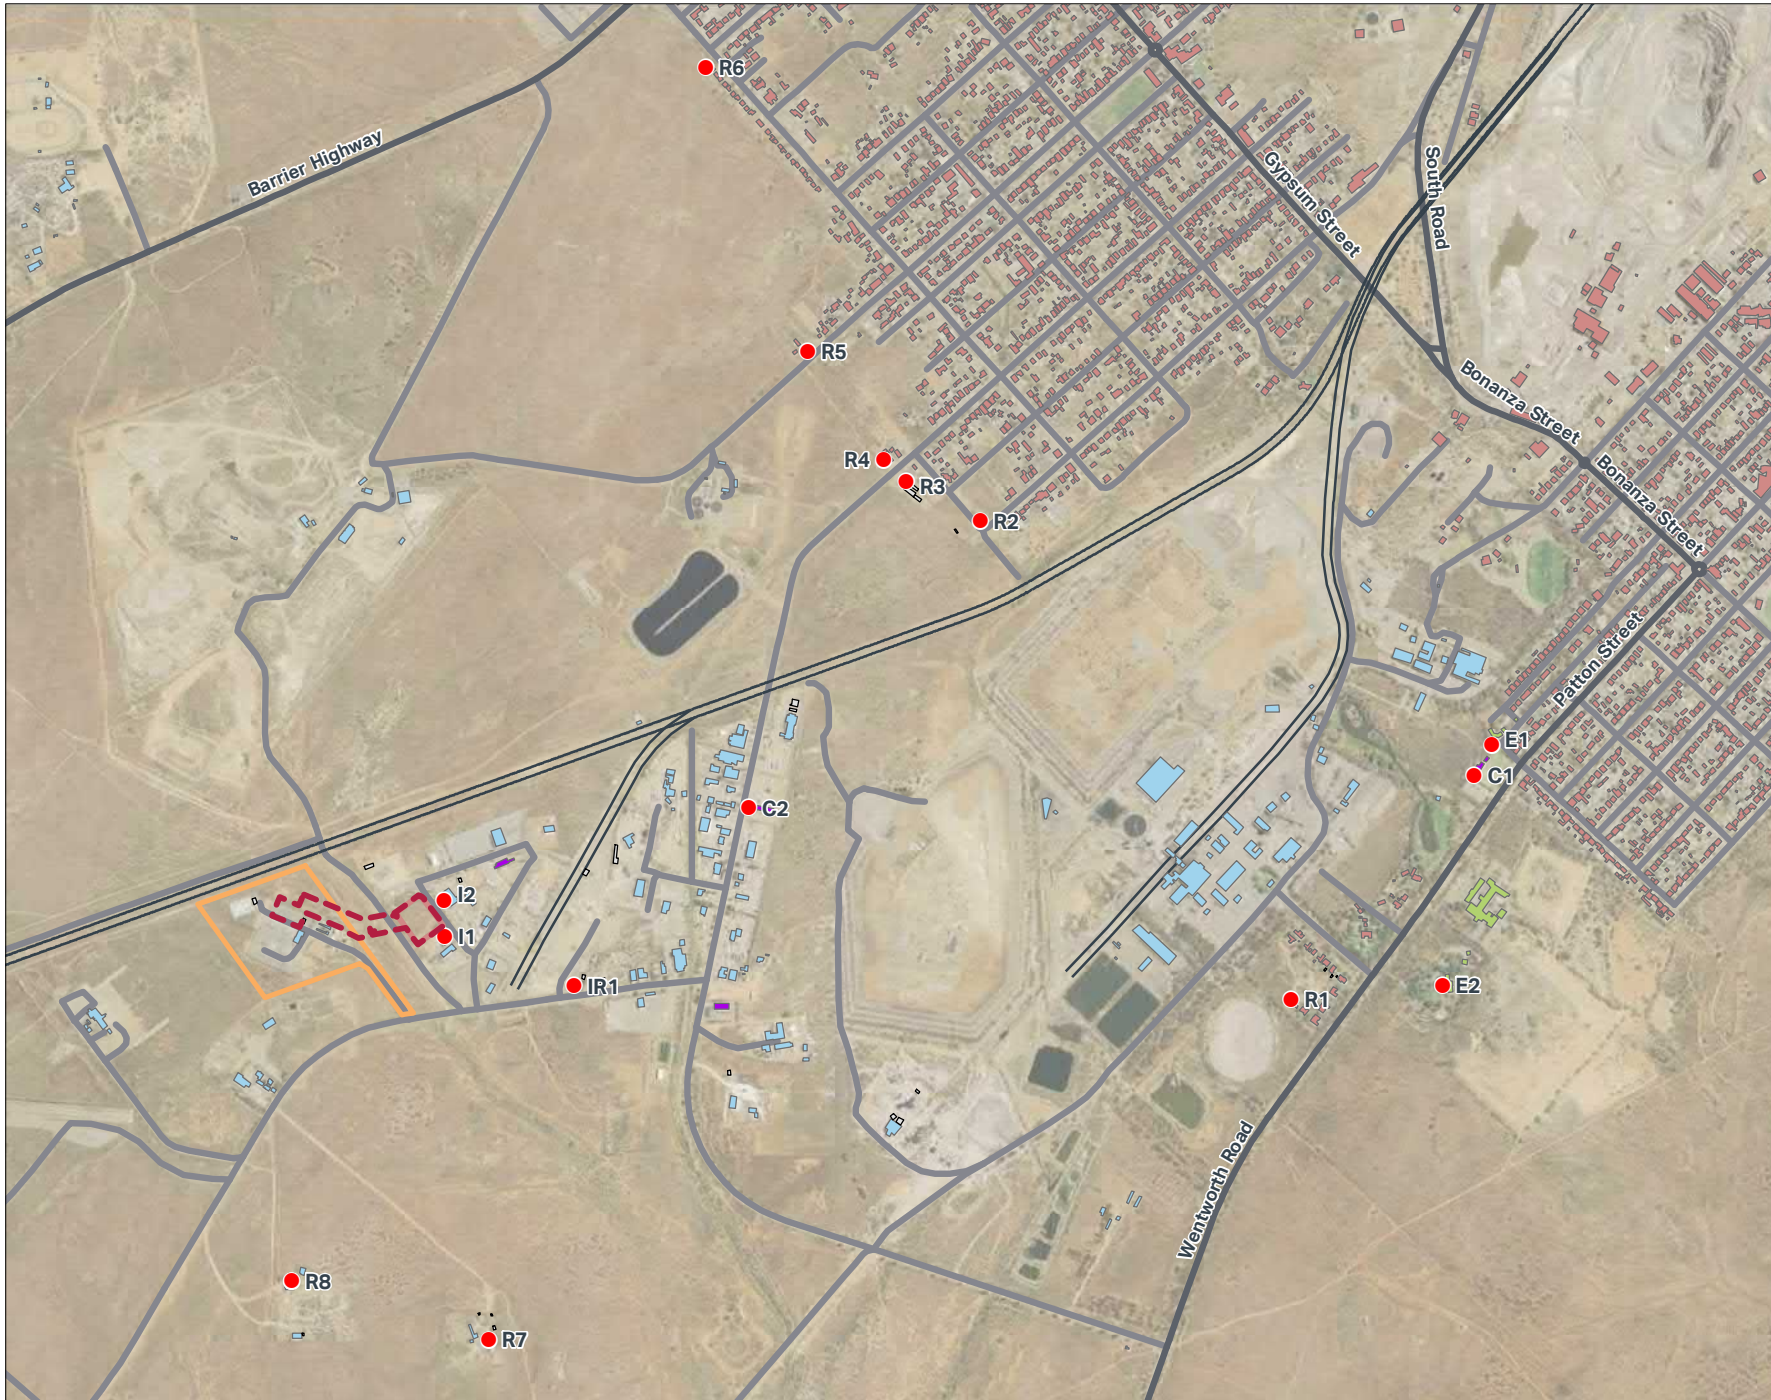 R6
Barrier Highway
Gypsum Street
South Road
R5
Bonanza Street
R4
R3
Bonanza Street
R2
Patton Street
E1
C1
C2
I2
I1
IR1
E2
R1
Wentworth Road
R8
R7